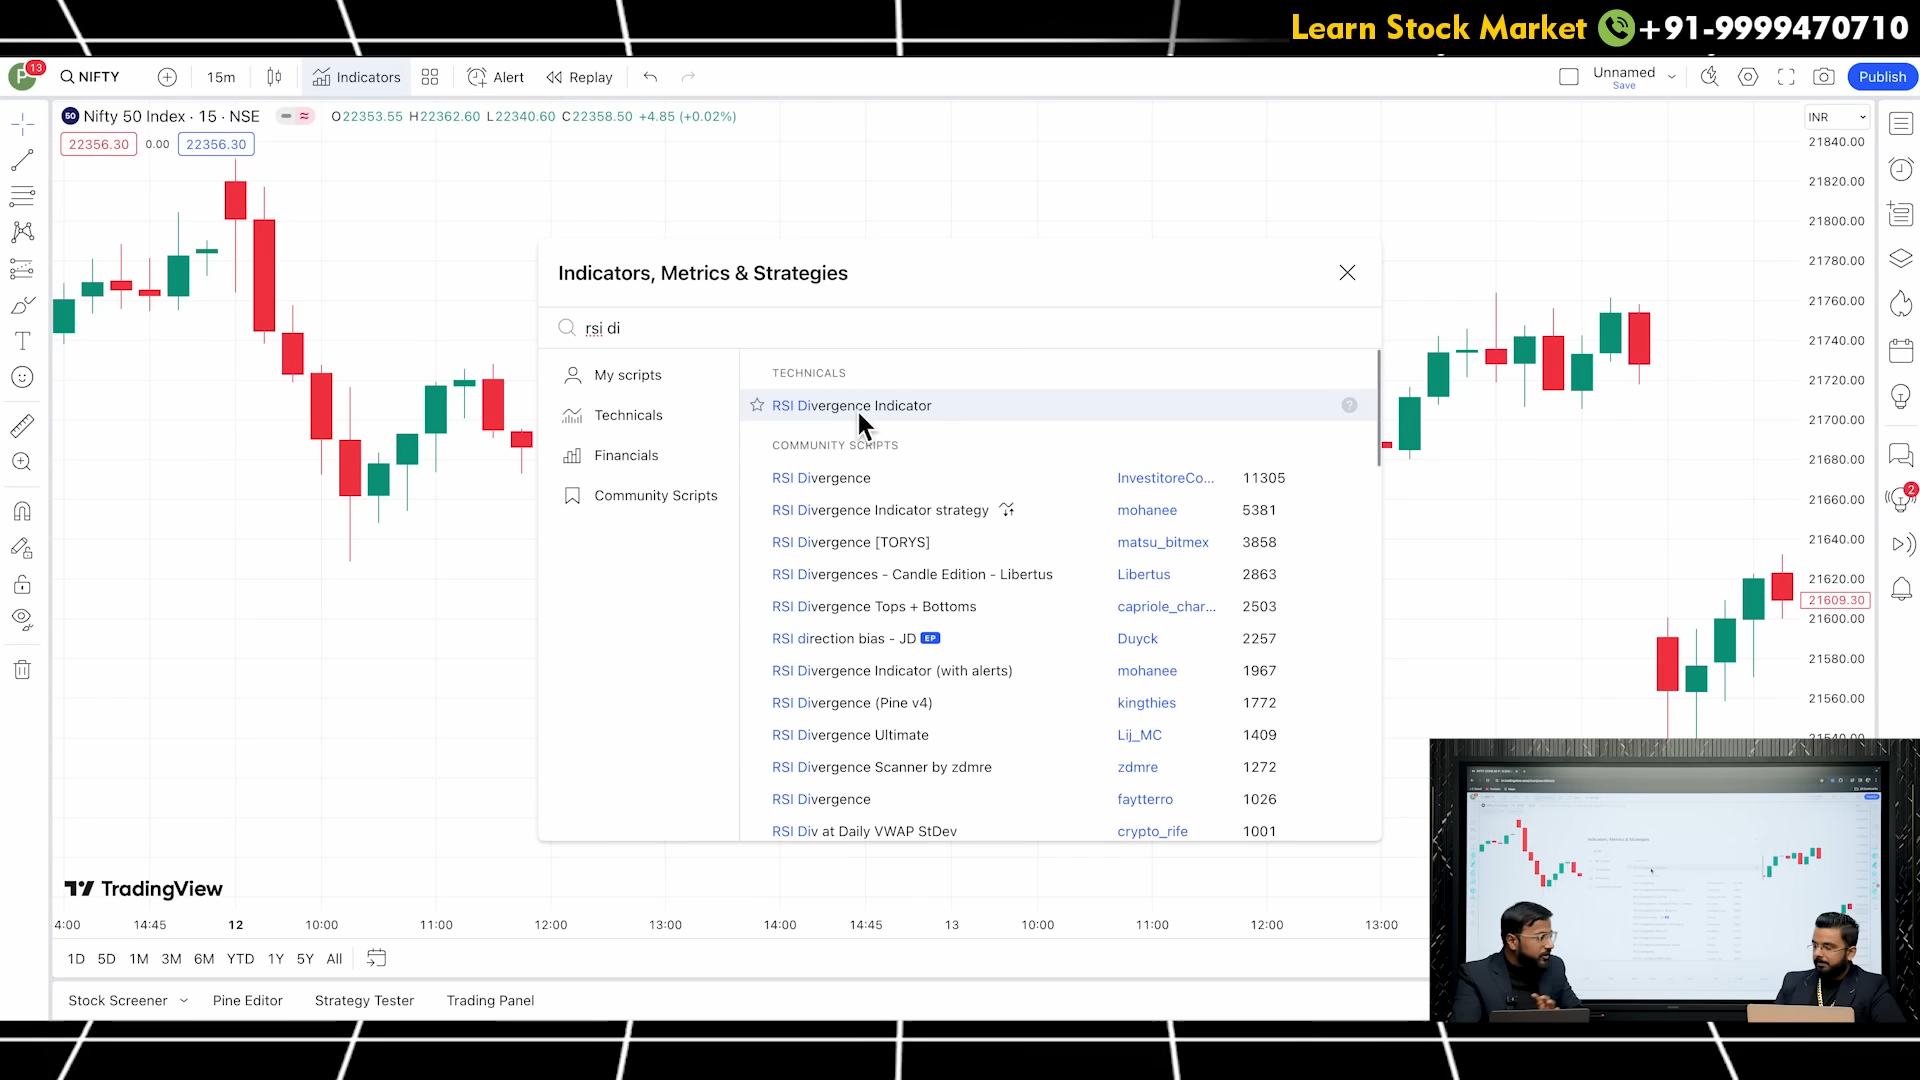 Learn Stock Market +91-9999470710
P 13 NIFTY 15m Indicators Alert Replay Unnamed Save Publish
50 Nifty 50 Index · 15 · NSE O22353.55 H22362.60 L22340.60 C22358.50 +4.85 (+0.02%) INR
22356.30 0.00 22356.30
21840.00
21820.00
21800.00
21780.00
21760.00
21740.00
21720.00
21700.00
21680.00
21660.00
21640.00
21620.00
21609.30
21600.00
21580.00
21560.00
21540.00
2
Indicators, Metrics & Strategies
rsi di
My scripts
Technicals
Financials
Community Scripts
TECHNICALS
RSI Divergence Indicator ?
COMMUNITY SCRIPTS
RSI Divergence InvestitoreCo... 11305
RSI Divergence Indicator strategy mohanee 5381
RSI Divergence [TORYS] matsu_bitmex 3858
RSI Divergences - Candle Edition - Libertus Libertus 2863
RSI Divergence Tops + Bottoms capriole_char... 2503
RSI direction bias - JD EP Duyck 2257
RSI Divergence Indicator (with alerts) mohanee 1967
RSI Divergence (Pine v4) kingthies 1772
RSI Divergence Ultimate Lij_MC 1409
RSI Divergence Scanner by zdmre zdmre 1272
RSI Divergence faytterro 1026
RSI Div at Daily VWAP StDev crypto_rife 1001
TradingView
4:00 14:45 12 10:00 11:00 12:00 13:00 14:00 14:45 13 10:00 11:00 12:00 13:00
1D 5D 1M 3M 6M YTD 1Y 5Y All
Stock Screener Pine Editor Strategy Tester Trading Panel
Indicators, Metrics & Strategies